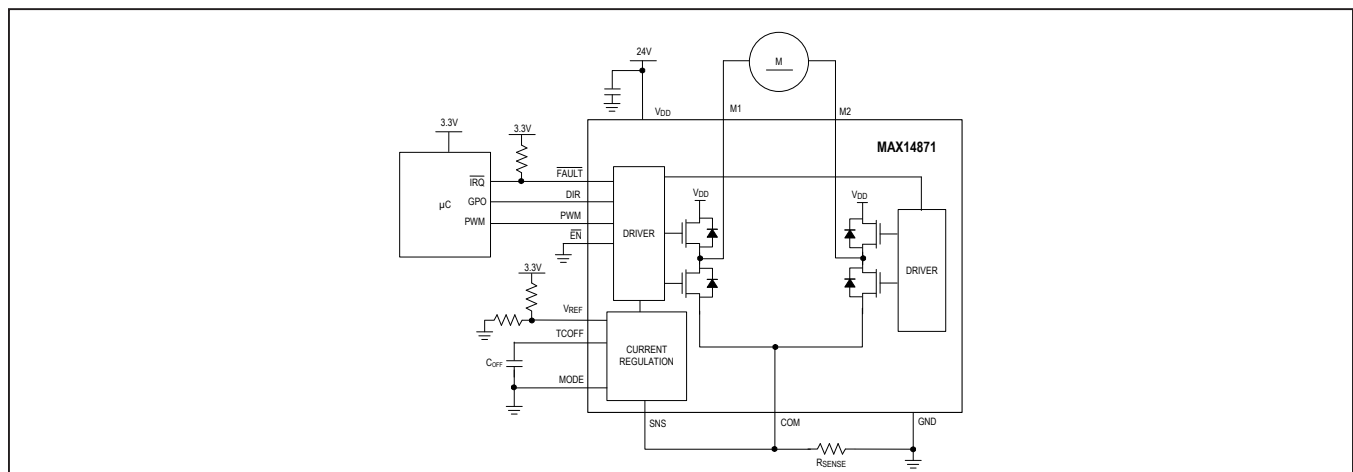 24V
M
VDD
M1
M2
MAX14871
3.3V
3.3V
µC
IRQ
GPO
PWM
FAULT
DIR
PWM
EN
DRIVER
VDD
VDD
DRIVER
3.3V
VREF
TCOFF
COFF
MODE
CURRENT
REGULATION
SNS
COM
GND
RSENSE